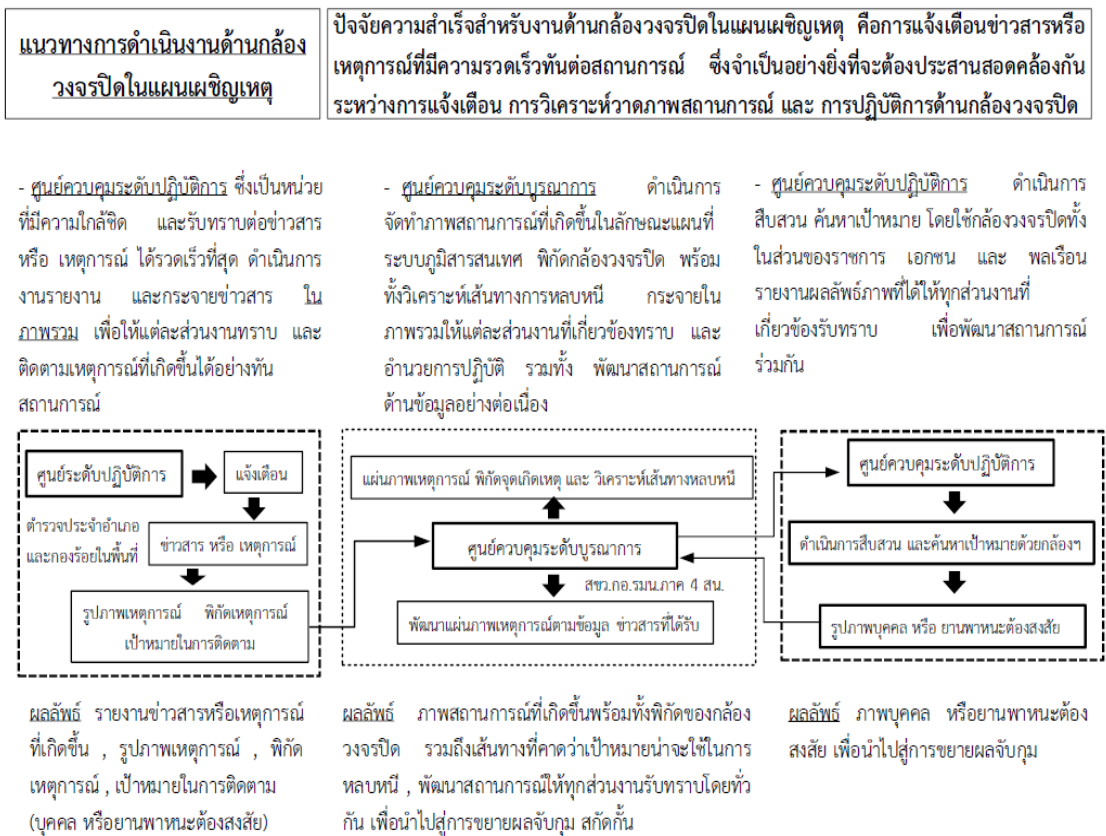 แนวทางการดำเนินงานด้านกล้อง
วงจรปิดในแผนเผชิญเหตุ
ปัจจัยความสำเร็จสำหรับงานด้านกล้องวงจรปิดในแผนเผชิญเหตุ คือการแจ้งเตือนข่าวสารหรือ
เหตุการณ์ที่มีความรวดเร็วทันต่อสถานการณ์ ซึ่งจำเป็นอย่างยิ่งที่จะต้องประสานสอดคล้องกัน
ระหว่างการแจ้งเตือน การวิเคราะห์วาดภาพสถานการณ์ และ การปฏิบัติการด้านกล้องวงจรปิด
- ศูนย์ควบคุมระดับปฏิบัติการ ซึ่งเป็นหน่วย
ที่มีความใกล้ชิด และรับทราบต่อข่าวสาร
หรือ เหตุการณ์ ได้รวดเร็วที่สุด ดำเนินการ
งานรายงาน และกระจายข่าวสาร ใน
ภาพรวม เพื่อให้แต่ละส่วนงานทราบ และ
ติดตามเหตุการณ์ที่เกิดขึ้นได้อย่างทัน
สถานการณ์
- ศูนย์ควบคุมระดับบูรณาการ ดำเนินการ
จัดทำภาพสถานการณ์ที่เกิดขึ้นในลักษณะแผนที่
ระบบภูมิสารสนเทศ พิกัดกล้องวงจรปิด พร้อม
ทั้งวิเคราะห์เส้นทางการหลบหนี กระจายใน
ภาพรวมให้แต่ละส่วนงานที่เกี่ยวข้องทราบ และ
อำนวยการปฏิบัติ รวมทั้ง พัฒนาสถานการณ์
ด้านข้อมูลอย่างต่อเนื่อง
- ศูนย์ควบคุมระดับปฏิบัติการ ดำเนินการ
สืบสวน ค้นหาเป้าหมาย โดยใช้กล้องวงจรปิดทั้ง
ในส่วนของราชการ เอกชน และ พลเรือน
รายงานผลลัพธ์ภาพที่ได้ให้ทุกส่วนงานที่
เกี่ยวข้องรับทราบ เพื่อพัฒนาสถานการณ์
ร่วมกัน
ศูนย์ระดับปฏิบัติการ
แจ้งเตือน
ตำรวจประจำอำเภอ
และกองร้อยในพื้นที่
ข่าวสาร หรือ เหตุการณ์
รูปภาพเหตุการณ์ พิกัดเหตุการณ์
เป้าหมายในการติดตาม
แผ่นภาพเหตุการณ์ พิกัดจุดเกิดเหตุ และ วิเคราะห์เส้นทางหลบหนี
ศูนย์ควบคุมระดับบูรณาการ
สขว.กอ.รมน.ภาค 4 สน.
พัฒนาแผ่นภาพเหตุการณ์ตามข้อมูล ข่าวสารที่ได้รับ
ศูนย์ควบคุมระดับปฏิบัติการ
ดำเนินการสืบสวน และค้นหาเป้าหมายด้วยกล้องฯ
รูปภาพบุคคล หรือ ยานพาหนะต้องสงสัย
ผลลัพธ์ รายงานข่าวสารหรือเหตุการณ์
ที่เกิดขึ้น , รูปภาพเหตุการณ์ , พิกัด
เหตุการณ์ , เป้าหมายในการติดตาม
(บุคคล หรือยานพาหนะต้องสงสัย)
ผลลัพธ์ ภาพสถานการณ์ที่เกิดขึ้นพร้อมทั้งพิกัดของกล้อง
วงจรปิด รวมถึงเส้นทางที่คาดว่าเป้าหมายน่าจะใช้ในการ
หลบหนี , พัฒนาสถานการณ์ให้ทุกส่วนงานรับทราบโดยทั่ว
กัน เพื่อนำไปสู่การขยายผลจับกุม สกัดกั้น
ผลลัพธ์ ภาพบุคคล หรือยานพาหนะต้อง
สงสัย เพื่อนำไปสู่การขยายผลจับกุม